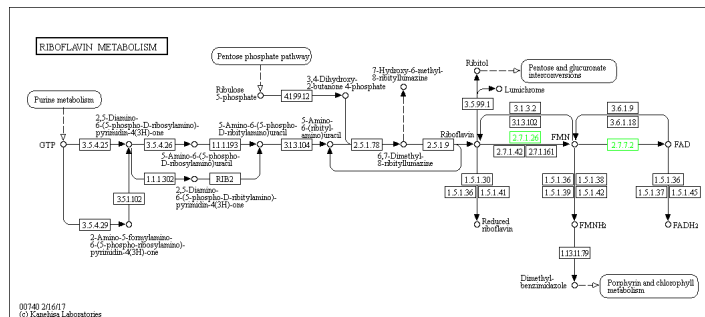 RIBOFLAVIN METABOLISM
Pentose phosphate pathway
Purine metabolism
Ribulose
5-phosphate
4.1.99.12
3,4-Dihydroxy-
2-butanone 4-phosphate
7-Hydroxy-6-methyl-
8-ribityllumazine
Ribitol
Pentose and glucuronate
interconversions
Lumichrome
3.5.99.1
2,5-Diamino-
6-(5-phospho-D-ribosylamino)-
pyrimidin-4(3H)-one
5-Amino-6-(5-phospho-
D-ribitylamino)uracil
5-Amino-
6-(ribityl-
amino)uracil
3.1.3.2
3.1.3.102
3.6.1.9
3.6.1.18
GTP
3.5.4.25
3.5.4.26
1.1.1.193
3.1.3.104
2.5.1.78
2.5.1.9
Riboflavin
2.7.1.26
FMN
2.7.7.2
FAD
2.7.1.42
2.7.1.161
5-Amino-6-(5-phospho-
D-ribosylamino)uracil
6,7-Dimethyl-
8-ribityllumazine
1.1.1.302
RIB2
2,5-Diamino-
6-(5-phospho-D-ribitylamino)-
pyrimidin-4(3H)-one
3.5.1.102
3.5.4.29
2-Amino-5-formylamino-
6-(5-phospho-ribosylamino)-
pyrimidin-4(3H)-one
1.5.1.30
1.5.1.36
1.5.1.41
1.5.1.36
1.5.1.38
1.5.1.39
1.5.1.42
1.5.1.36
1.5.1.37
1.5.1.45
Reduced
riboflavin
FMNH2
FADH2
1.13.11.79
Dimethyl-
benzimidazole
Porphyrin and chlorophyll
metabolism
00740 2/16/17
(c) Kanehisa Laboratories